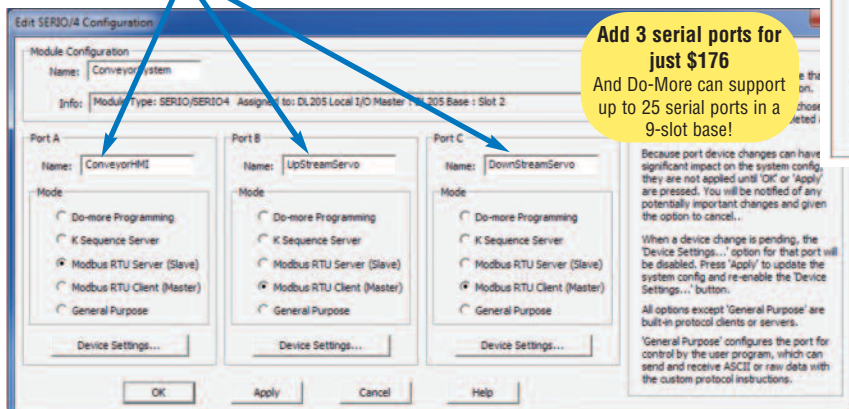 Edit SERIO/4 Configuration
Module Configuration
Name: ConveyorSystem
Info: Module Type: SERIO/SERIO4 Assigned to: DL205 Local I/O Master : DL205 Base : Slot 2
Add 3 serial ports for
just $176
And Do-More can support
up to 25 serial ports in a
9-slot base!
Port A
Name: ConveyorHMI
Mode
Do-more Programming
K Sequence Server
Modbus RTU Server (Slave)
Modbus RTU Client (Master)
General Purpose
Device Settings...
Port B
Name: UpStreamServo
Mode
Do-more Programming
K Sequence Server
Modbus RTU Server (Slave)
Modbus RTU Client (Master)
General Purpose
Device Settings...
Port C
Name: DownStreamServo
Mode
Do-more Programming
K Sequence Server
Modbus RTU Server (Slave)
Modbus RTU Client (Master)
General Purpose
Device Settings...
Because port device changes can have
significant impact on the system config,
they are not applied until 'OK' or 'Apply'
are pressed. You will be notified of any
potentially important changes and given
the option to cancel..
When a device change is pending, the
'Device Settings...' option for that port will
be disabled. Press 'Apply' to update the
system config and re-enable the 'Device
Settings...' button.
All options except 'General Purpose' are
built-in protocol clients or servers.
'General Purpose' configures the port for
control by the user program, which can
send and receive ASCII or raw data with
the custom protocol instructions.
OK
Apply
Cancel
Help